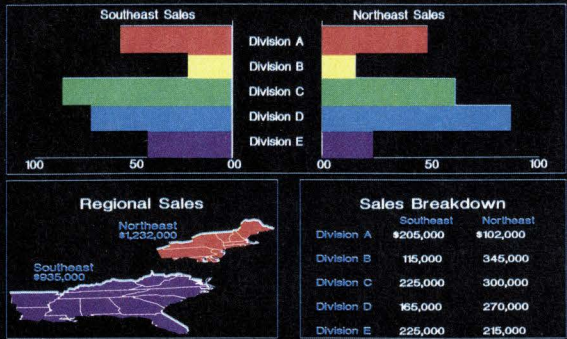 Southeast Sales Northeast Sales
Division A
Division B
Division C
Division D
Division E
100 50 00 00 50 100
Regional Sales
Northeast
$1,232,000
Southeast
$935,000
Sales Breakdown
Southeast Northeast
Division A $205,000 $102,000
Division B 115,000 345,000
Division C 225,000 300,000
Division D 165,000 270,000
Division E 225,000 215,000